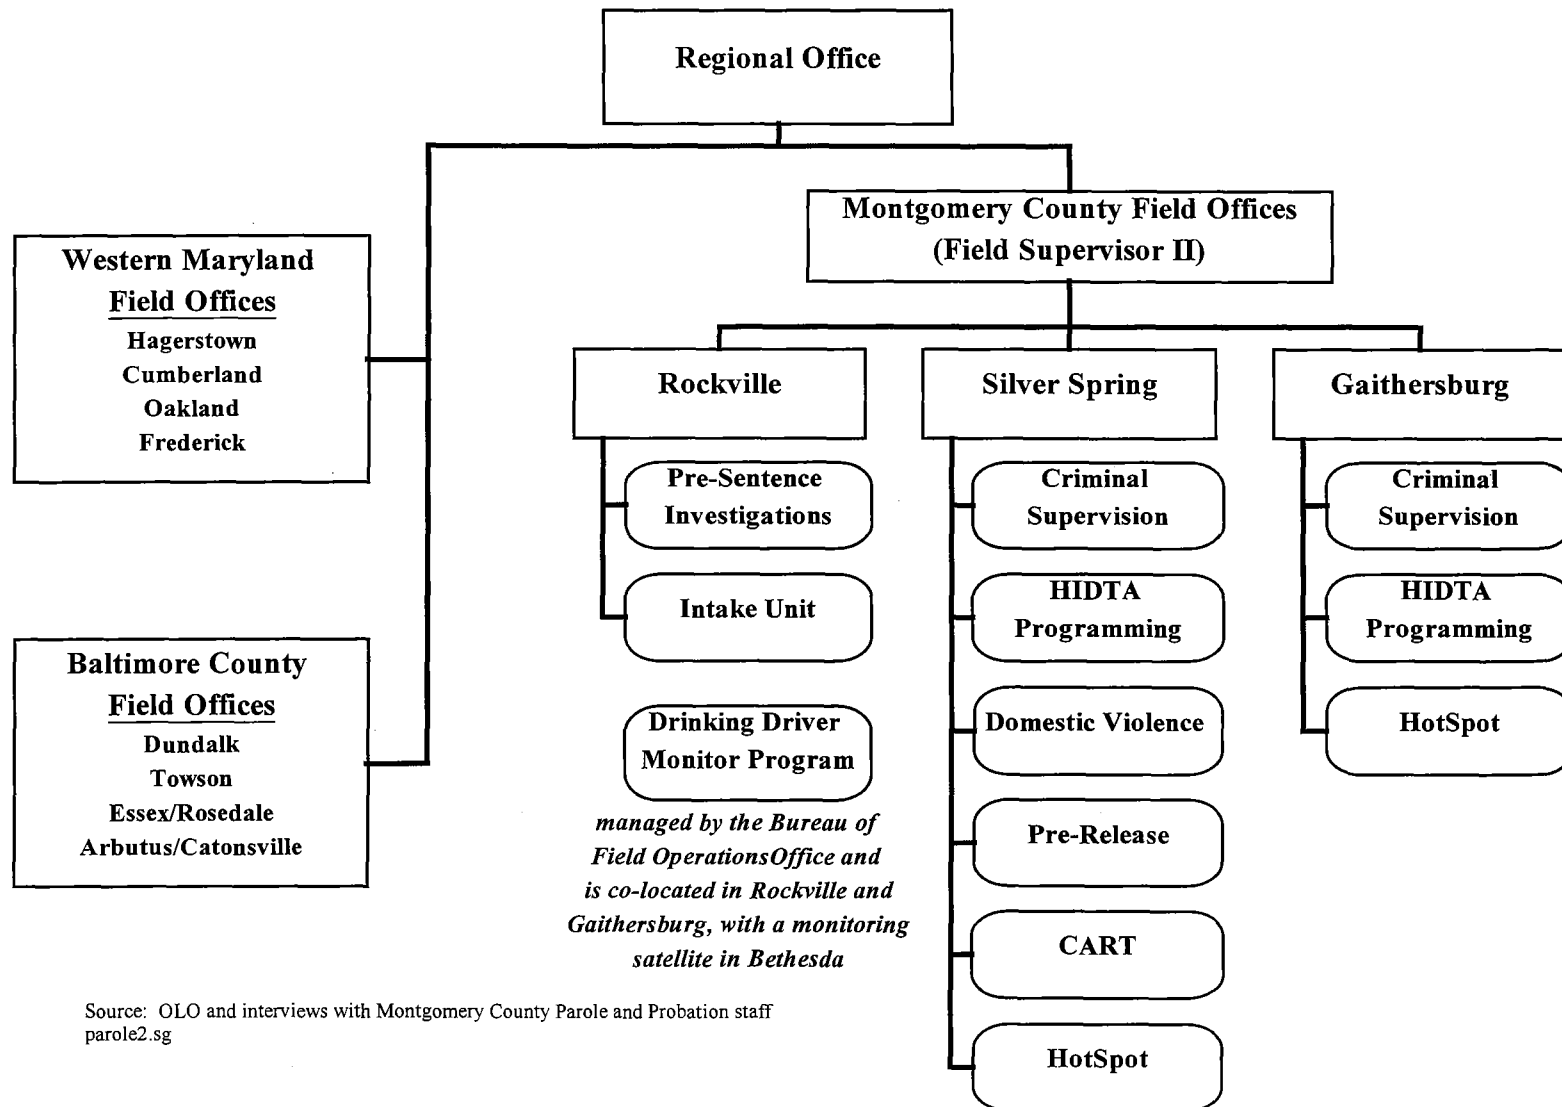 Regional Office
Montgomery County Field Offices
(Field Supervisor II)
Western Maryland
Field Offices
Hagerstown
Cumberland
Oakland
Frederick
Baltimore County
Field Offices
Dundalk
Towson
Essex/Rosedale
Arbutus/Catonsville
Rockville
Pre-Sentence
Investigations
Intake Unit
Drinking Driver
Monitor Program
managed by the Bureau of
Field OperationsOffice and
is co-located in Rockville and
Gaithersburg, with a monitoring
satellite in Bethesda
Silver Spring
Criminal
Supervision
HIDTA
Programming
Domestic Violence
Pre-Release
CART
HotSpot
Gaithersburg
Criminal
Supervision
HIDTA
Programming
HotSpot
Source: OLO and interviews with Montgomery County Parole and Probation staff
parole2.sg